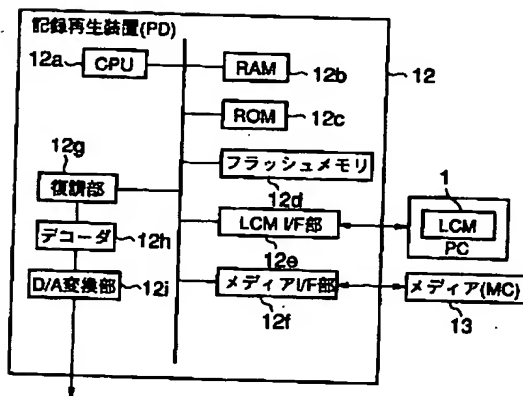 記録再生装置(PD)
12a
CPU
RAM
12b
12
ROM
12c
12g
復調部
フラッシュメモリ
12d
1
LCM
PC
デコーダ
12h
LCM I/F部
12e
D/A変換部
12i
メディアI/F部
12f
メディア(MC)
13